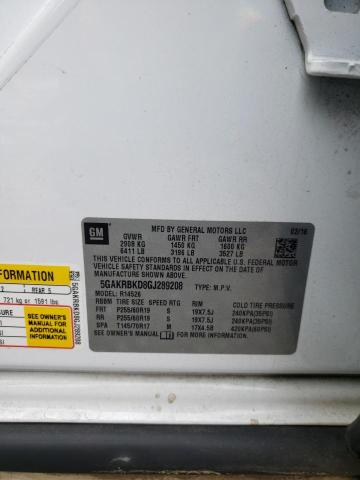 GM
MFD BY GENERAL MOTORS LLC
03/16
GVWR GAWR FRT GAWR RR
2908 KG 1450 KG 1600 KG
6411 LB 3196 LB 3527 LB
THIS VEHICLE CONFORMS TO ALL APPLICABLE U.S. FEDERAL
MOTOR VEHICLE SAFETY STANDARDS IN EFFECT ON THE DATE OF
MANUFACTURE SHOWN ABOVE.
5GAKRBKD8GJ289208 TYPE: M.P.V.
MODEL: R14526
TIRE SIZE SPEED RTG RIM COLD TIRE PRESSURE
FRT P255/60R19 S 19X7.5J 240KPA(35PSI)
RR P255/60R19 S 19X7.5J 240KPA(35PSI)
SPA T145/70R17 M 17X4.5B 420KPA(60PSI)
SEE OWNER'S MANUAL FOR ADDITIONAL INFORMATION.
FORMATION
2 REAR 5
721 kg or 1591 lbs
SEE OWNER'S
MANUAL FOR
ADDITIONAL
INFORMATION
5GAKRBKD8GJ289208